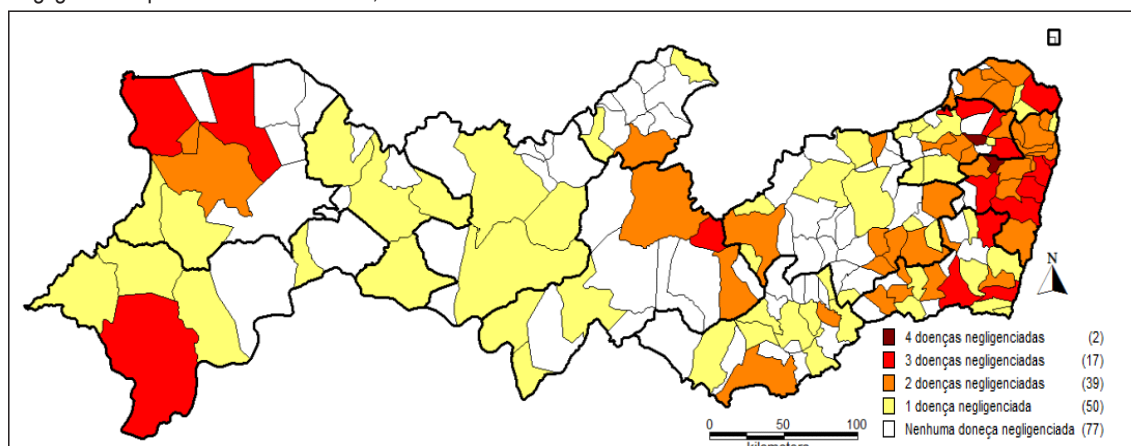 N
4 doenças negligenciadas (2)
3 doenças negligenciadas (17)
2 doenças negligenciadas (39)
1 doença negligenciada (50)
Nenhuma doneça negligenciada (77)
0 50 100